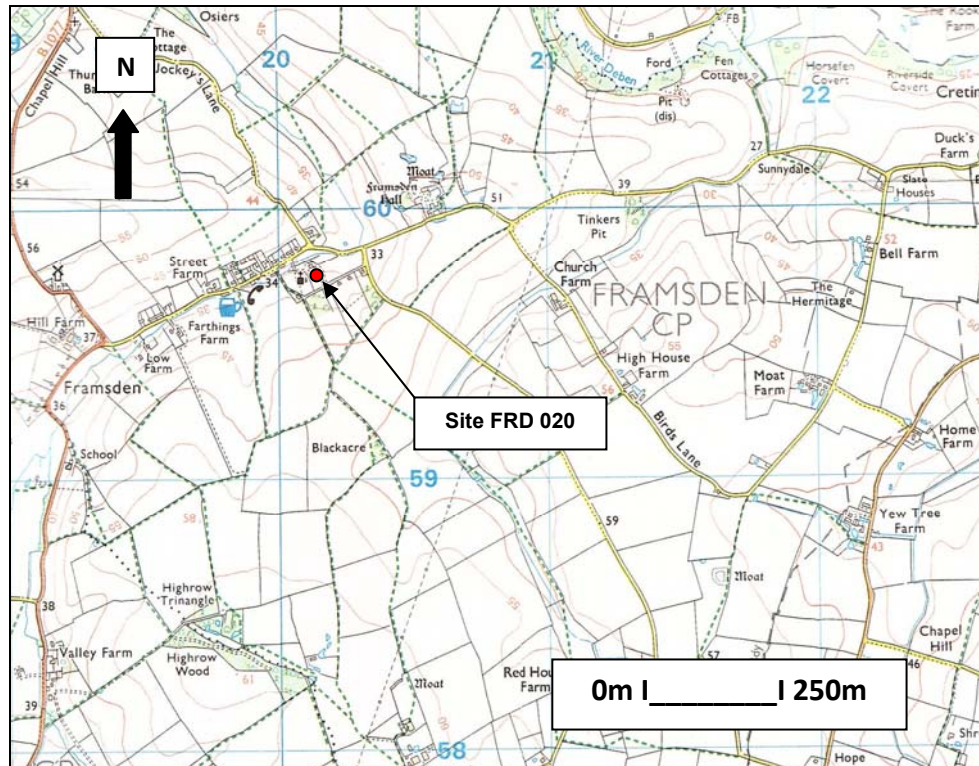 Osiers
B1077
The
20
21
River Deben
Ford
FB
Fen
Cottages
Horsefen
Covert
Riverside
Covert
Farm
22
N
Jockey's Lane
Chapel Hill
Pit
(dis)
Duck's
Farm
27
Sunnydale
Slate
Houses
54
44
Moat
Framsden
Hall
60
51
39
Tinkers
Pit
52
Bell Farm
56
Street
Farm
34
33
Church
Farm
FRAMSDEN
CP
The
Hermitage
Hill Farm
37
Farthings
Farm
Low
Farm
High House
Farm
Moat
Farm
Framsden
36
Site FRD 020
56
Birds Lane
Home
Farm
School
Blackacre
59
59
Yew Tree
Farm
43
Highrow
Trinangle
Moat
38
Valley Farm
Highrow
Wood
Chapel
Hill
46
57
Moat
Farm
0m I________I 250m
39
58
Hope